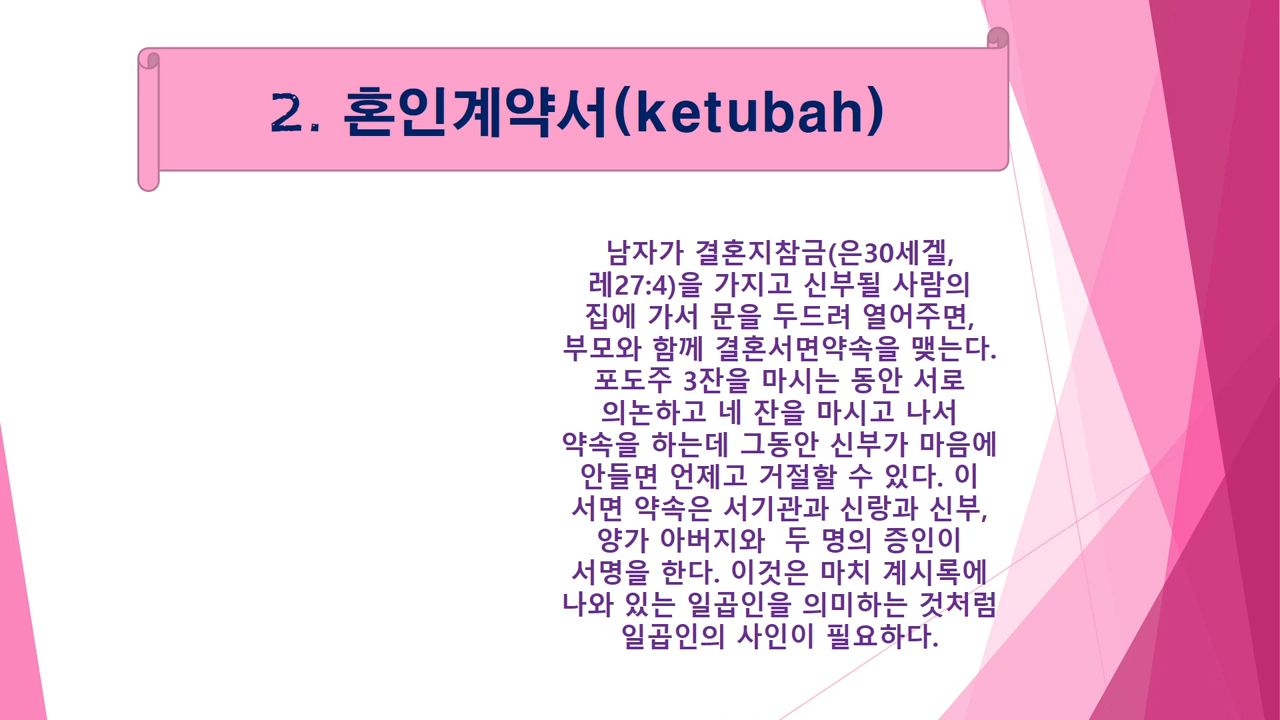 2. 혼인계약서(ketubah)
남자가 결혼지참금(은30세겔,
레27:4)을 가지고 신부될 사람의
집에 가서 문을 두드려 열어주면,
부모와 함께 결혼서면약속을 맺는다.
포도주 3잔을 마시는 동안 서로
의논하고 네 잔을 마시고 나서
약속을 하는데 그동안 신부가 마음에
안들면 언제고 거절할 수 있다. 이
서면 약속은 서기관과 신랑과 신부,
양가 아버지와 두 명의 증인이
서명을 한다. 이것은 마치 계시록에
나와 있는 일곱인을 의미하는 것처럼
일곱인의 사인이 필요하다.